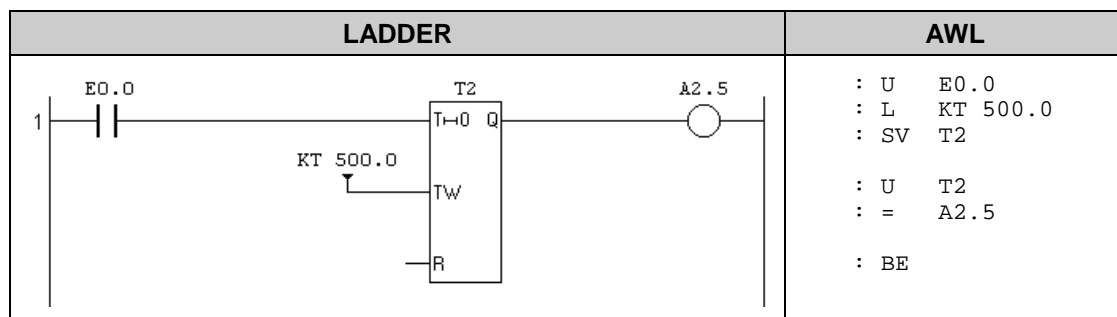 LADDER
AWL
E0.0
T2
A2.5
1
T⊢⊣0 Q
KT 500.0
TW
R
: U E0.0
: L KT 500.0
: SV T2
: U T2
: = A2.5
: BE